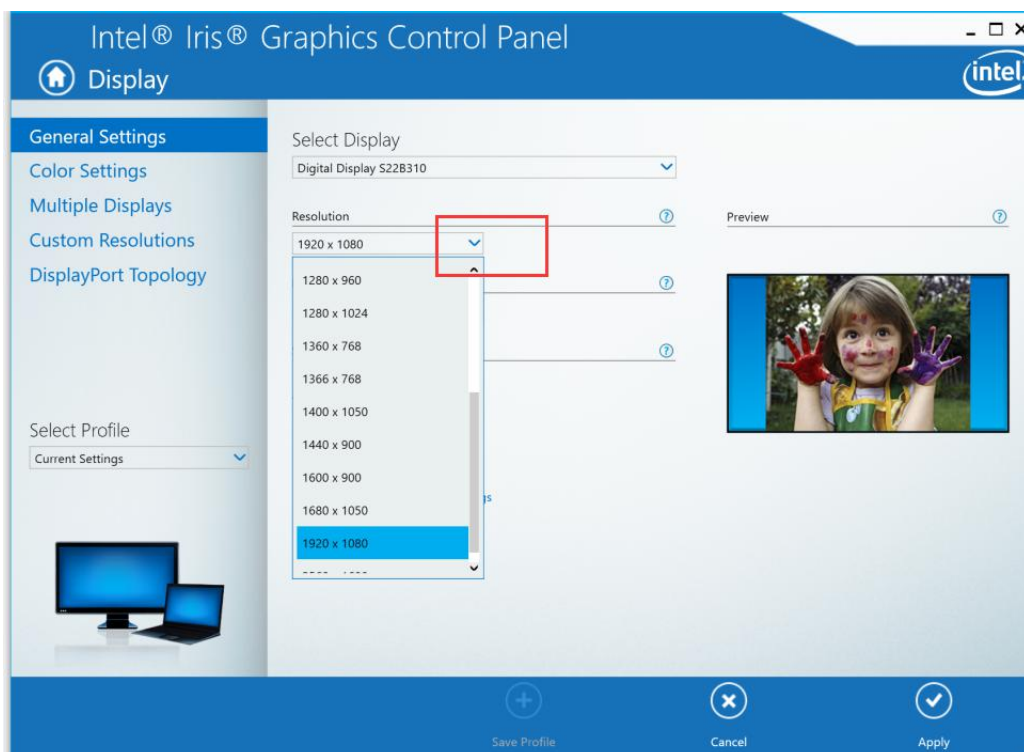 Intel® Iris® Graphics Control Panel
Display
intel
General Settings
Color Settings
Multiple Displays
Custom Resolutions
DisplayPort Topology
Select Profile
Current Settings
Select Display
Digital Display S22B310
Resolution
1920 x 1080
1280 x 960
1280 x 1024
1360 x 768
1366 x 768
1400 x 1050
1440 x 900
1600 x 900
1680 x 1050
1920 x 1080
Preview
Save Profile
Cancel
Apply